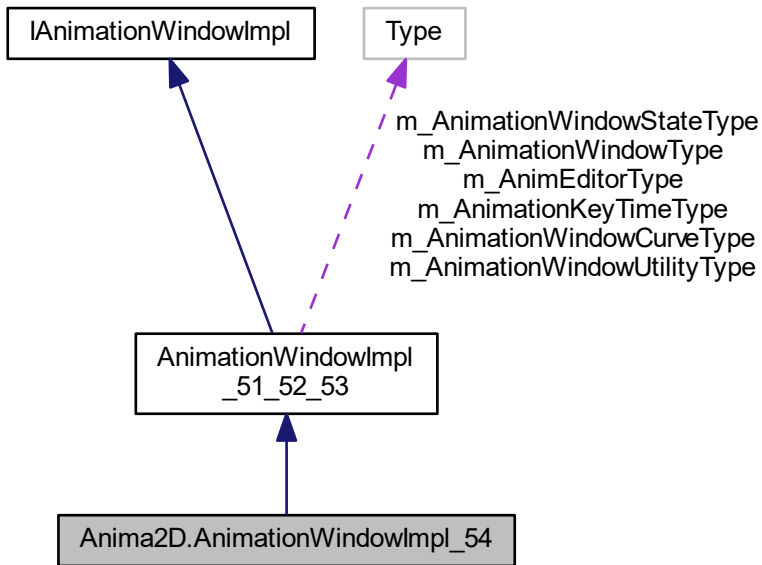 IAnimationWindowImpl
Type
m_AnimationWindowStateType
m_AnimationWindowType
m_AnimEditorType
m_AnimationKeyTimeType
m_AnimationWindowCurveType
m_AnimationWindowUtilityType
AnimationWindowImpl
_51_52_53
Anima2D.AnimationWindowImpl_54